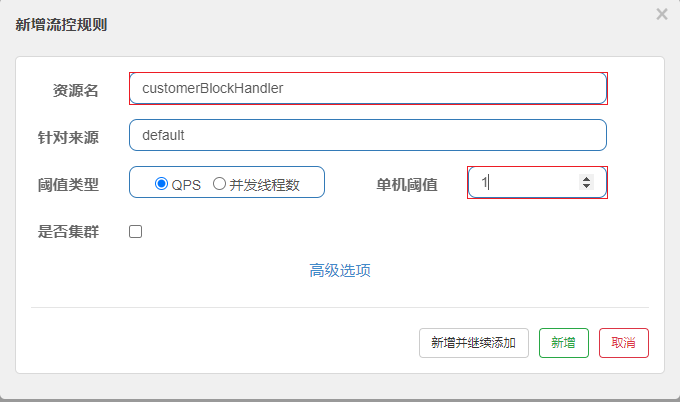 新增流控规则
资源名 customerBlockHandler
针对来源 default
阈值类型 QPS 并发线程数 单机阈值 1
是否集群
高级选项
新增并继续添加 新增 取消